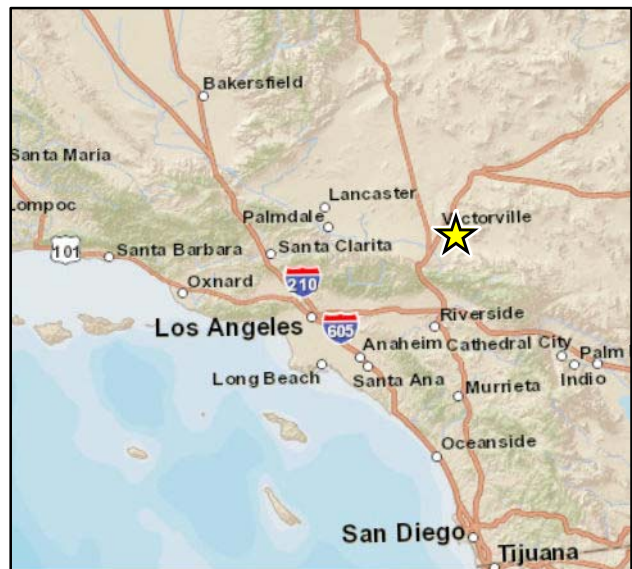 Bakersfield
Santa Maria
Lancaster
Lompoc
Palmdale
Victorville
101
Santa Barbara
Santa Clarita
Oxnard
210
Los Angeles
605
Riverside
Anaheim
Cathedral City
Palm
Long Beach
Santa Ana
Indio
Murrieta
Oceanside
San Diego
Tijuana